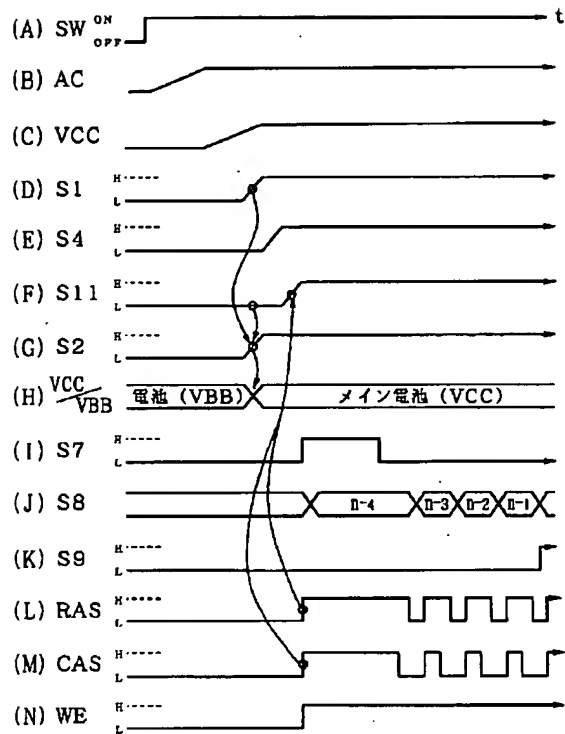 (A) SW ON OFF t
(B) AC
(C) VCC
(D) S1 H L
(E) S4 H L
(F) S11 H L
(G) S2 H L
(H) VCC/VBB 電池 (VBB) メイン電池 (VCC)
(I) S7 H L
(J) S8 n-4 n-3 n-2 n-1
(K) S9 H L
(L) RAS H L
(M) CAS H L
(N) WE H L